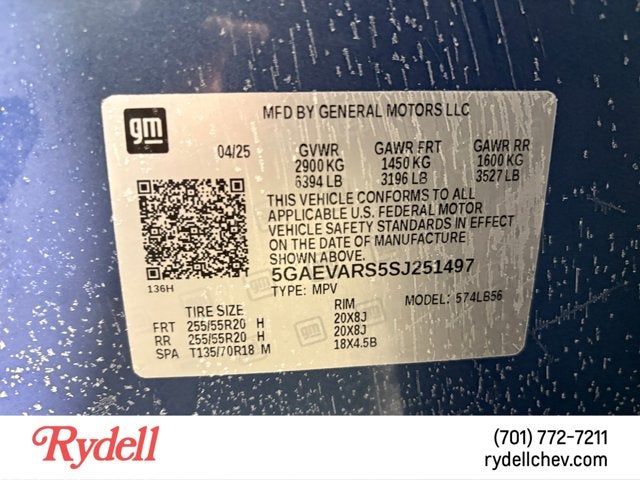 gm
MFD BY GENERAL MOTORS LLC
04/25 GVWR GAWR FRT GAWR RR
2900 KG 1450 KG 1600 KG
6394 LB 3196 LB 3527 LB
THIS VEHICLE CONFORMS TO ALL
APPLICABLE U.S. FEDERAL MOTOR
VEHICLE SAFETY STANDARDS IN EFFECT
ON THE DATE OF MANUFACTURE
SHOWN ABOVE.
5GAEVARS5SJ251497
136H TYPE: MPV MODEL: 574LB56
TIRE SIZE RIM
FRT 255/55R20 H 20X8J
RR 255/55R20 H 20X8J
SPA T135/70R18 M 18X4.5B
Rydell
(701) 772-7211
rydellchev.com